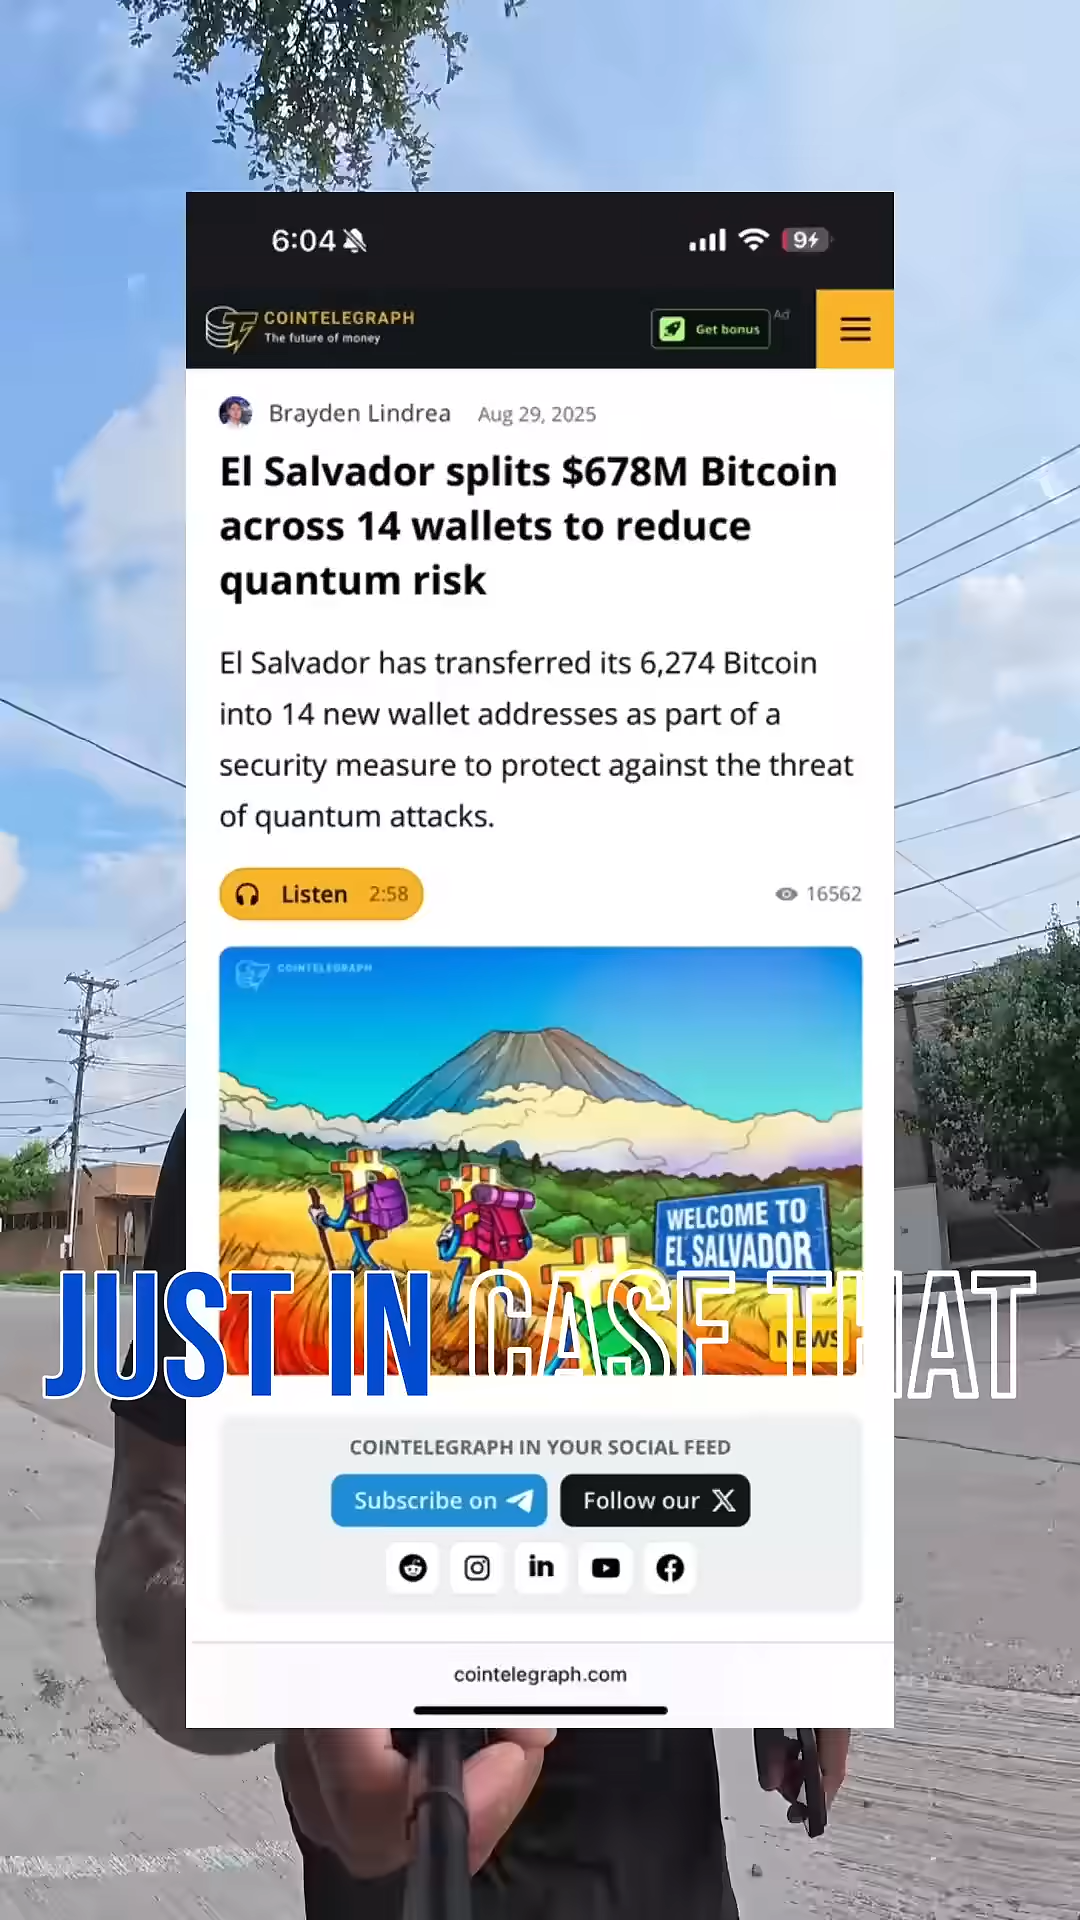 6:04
9
COINTELEGRAPH
The future of money
Get bonus
Ad
Brayden Lindrea Aug 29, 2025
El Salvador splits $678M Bitcoin
across 14 wallets to reduce
quantum risk
El Salvador has transferred its 6,274 Bitcoin
into 14 new wallet addresses as part of a
security measure to protect against the threat
of quantum attacks.
Listen 2:58
16562
COINTELEGRAPH
WELCOME TO
EL SALVADOR
NEWS
JUST IN CASE THAT
COINTELEGRAPH IN YOUR SOCIAL FEED
Subscribe on
Follow our X
in
cointelegraph.com